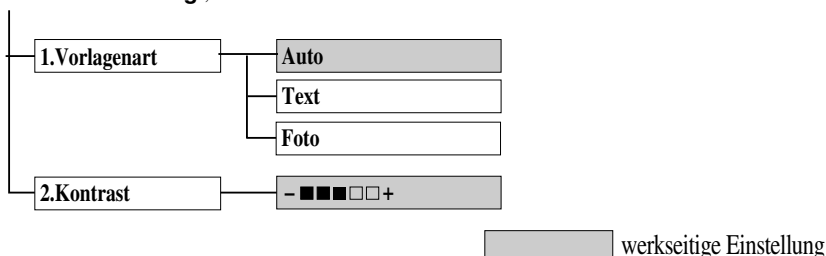 1.Vorlagenart Auto
Text
Foto
2.Kontrast – ■■■□□+
werkseitige Einstellung